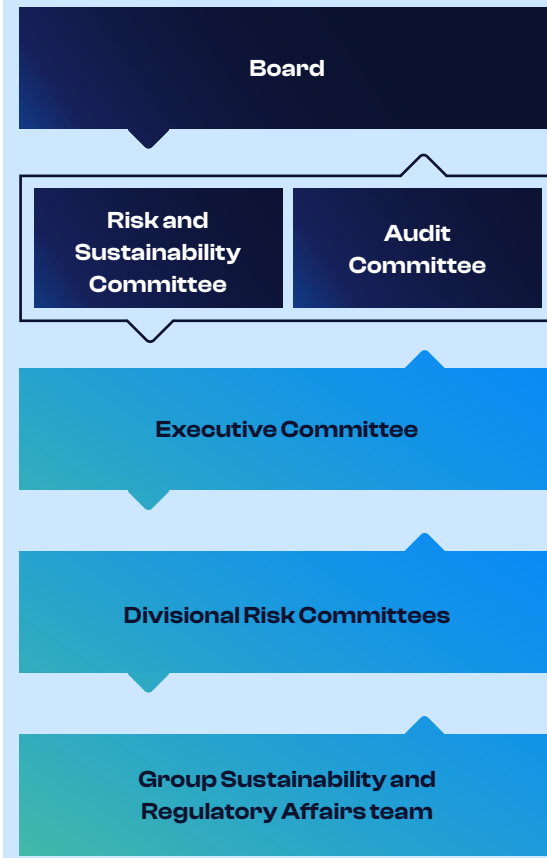 Board
Risk and
Sustainability
Committee
Audit
Committee
Executive Committee
Divisional Risk Committees
Group Sustainability and
Regulatory Affairs team